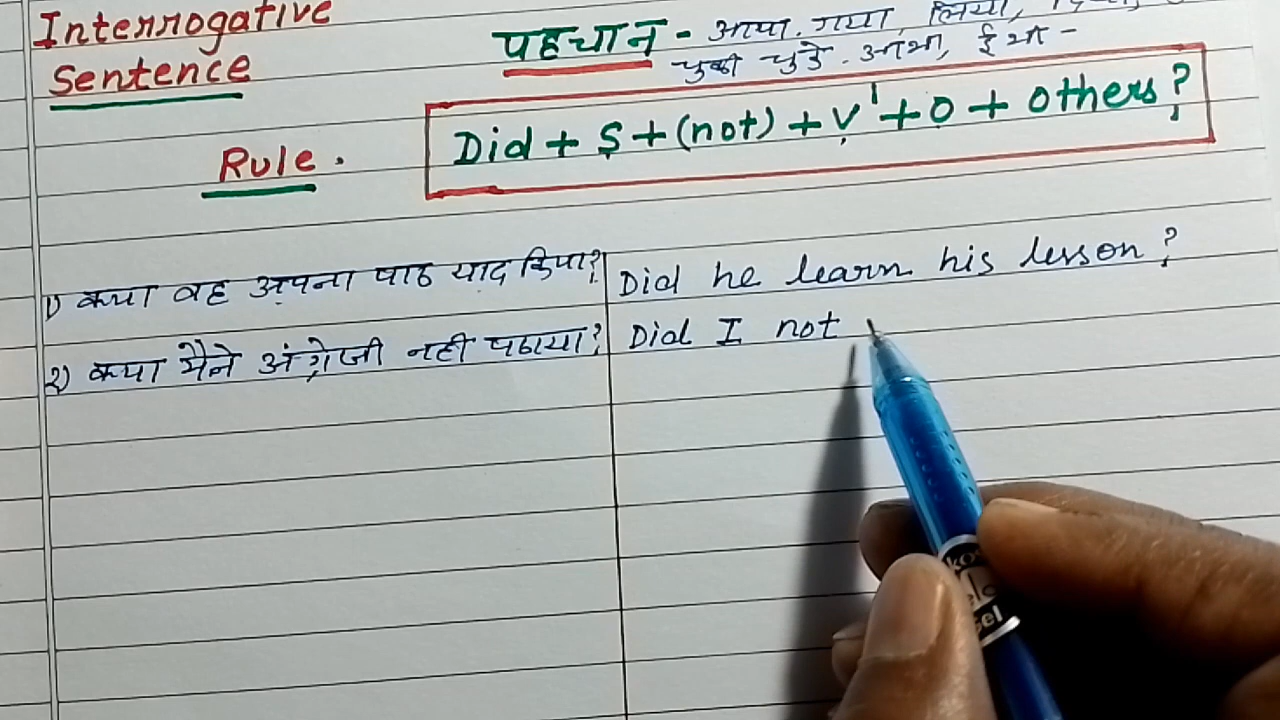 Interrogative
Sentence
पहचान - आया, गया, लिया, दिया,
चुका चुके. आथा, ई था -
Rule.
Did + S + (not) + V¹ + O + Others?
1) क्या वह अपना पाठ याद किया?
Did he learn his lesson?
2) क्या मैने अंग्रेजी नही पढाया?
Did I not
gel